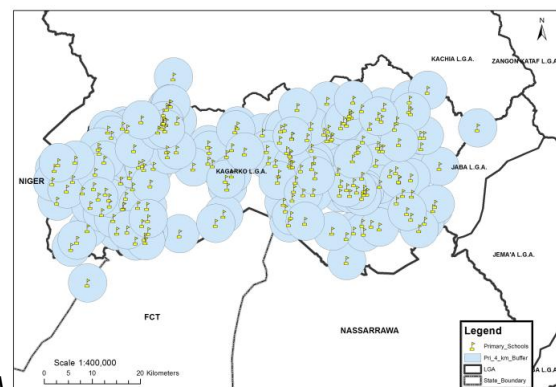 N
KACHIA L.G.A.
ZANGON KATAF L.G.A.
KAGARKO L.G.A.
JABA L.G.A.
NIGER
JEMA'A L.G.A.
FCT
NASSARRAWA
Legend
Primary_Schools
Pri_4_km_Buffer
LGA
State_Boundary
Scale 1:400,000
20 10 0 20 Kilometers